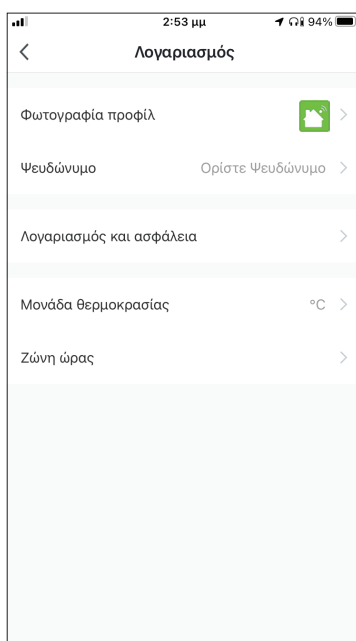 2:53 μμ 94%
Λογαριασμός
Φωτογραφία προφίλ
Ψευδώνυμο Ορίστε Ψευδώνυμο
Λογαριασμός και ασφάλεια
Μονάδα θερμοκρασίας °C
Ζώνη ώρας